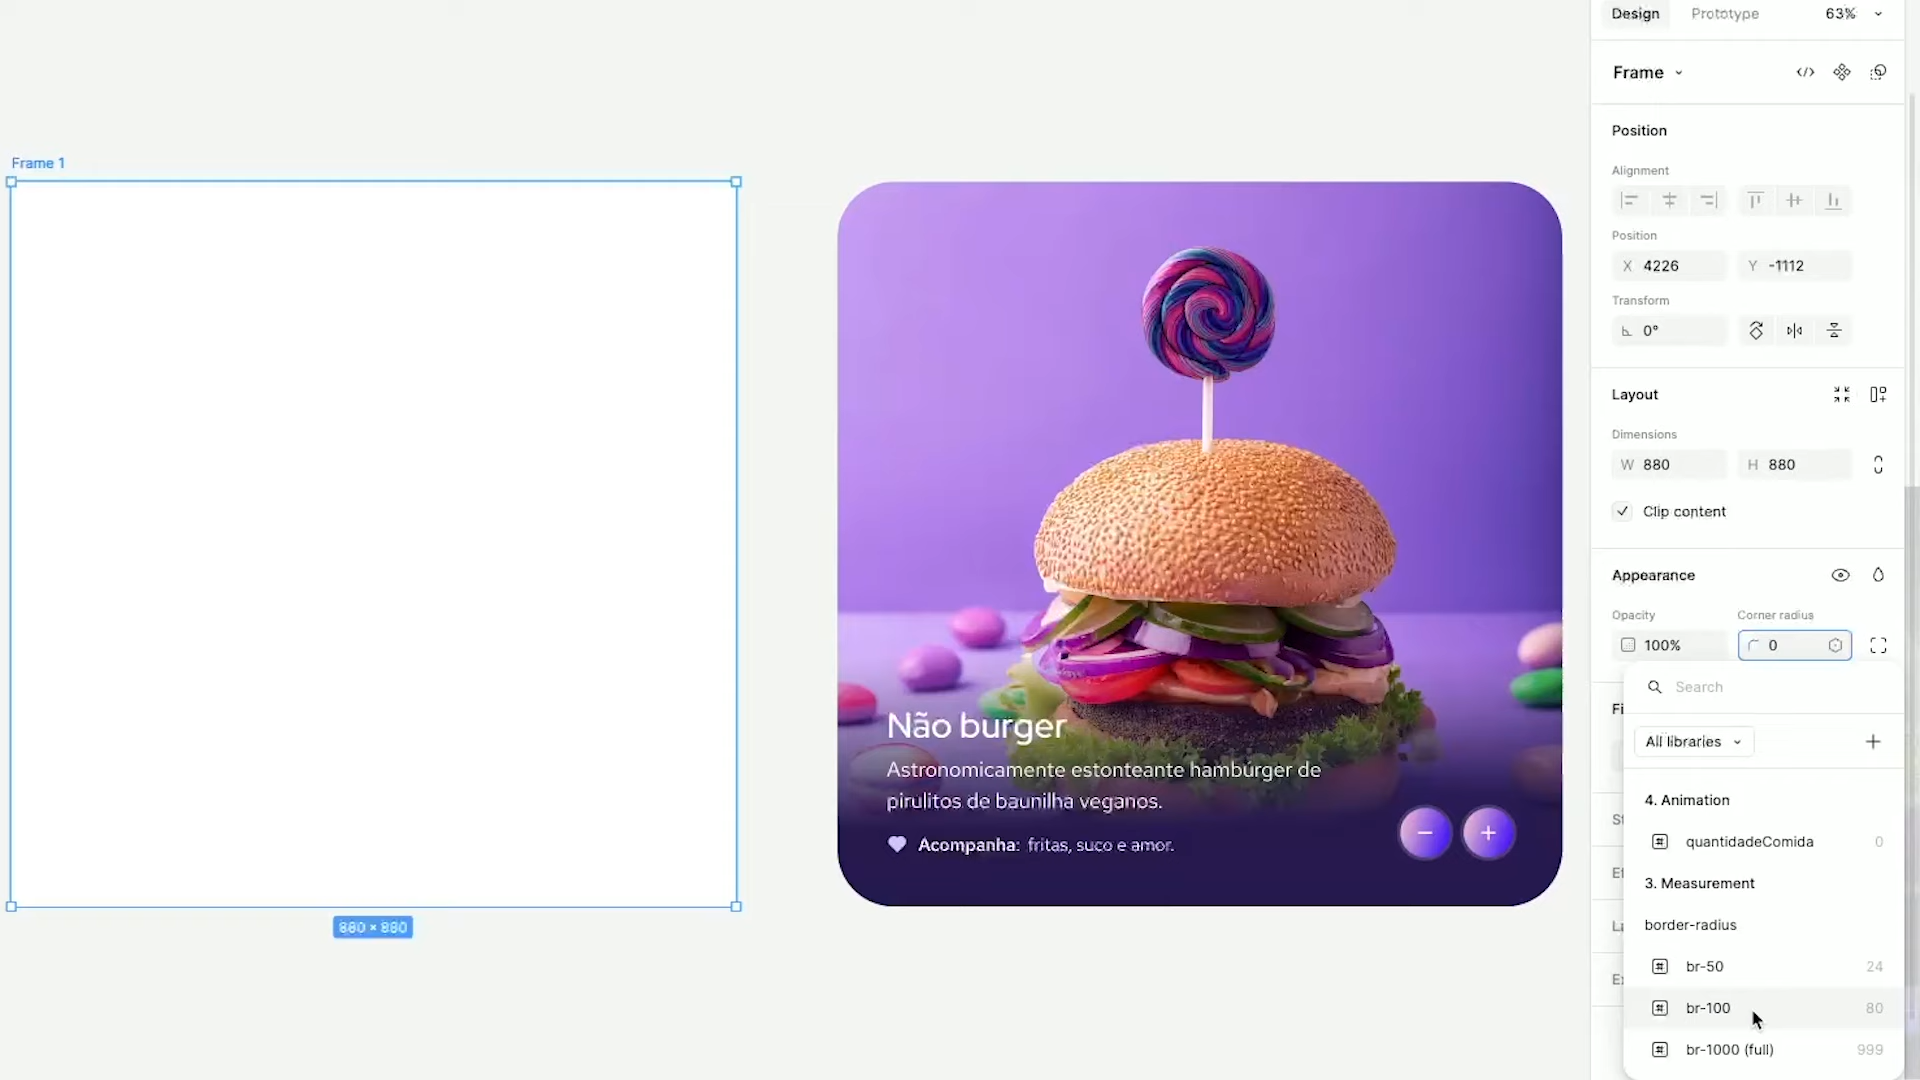 Design Prototype 63%
Frame
Position
Alignment
Position
X 4226 Y -1112
Transform
0°
Layout
Dimensions
W 880 H 880
Clip content
Appearance
Opacity Corner radius
100% 0
Search
All libraries
4. Animation
quantidadeComida 0
3. Measurement
border-radius
br-50 24
br-100 80
br-1000 (full) 999
Frame 1
880 × 880
Não burger
Astronomicamente estonteante hambúrguer de
pirulitos de baunilha veganos.
Acompanha: fritas, suco e amor.